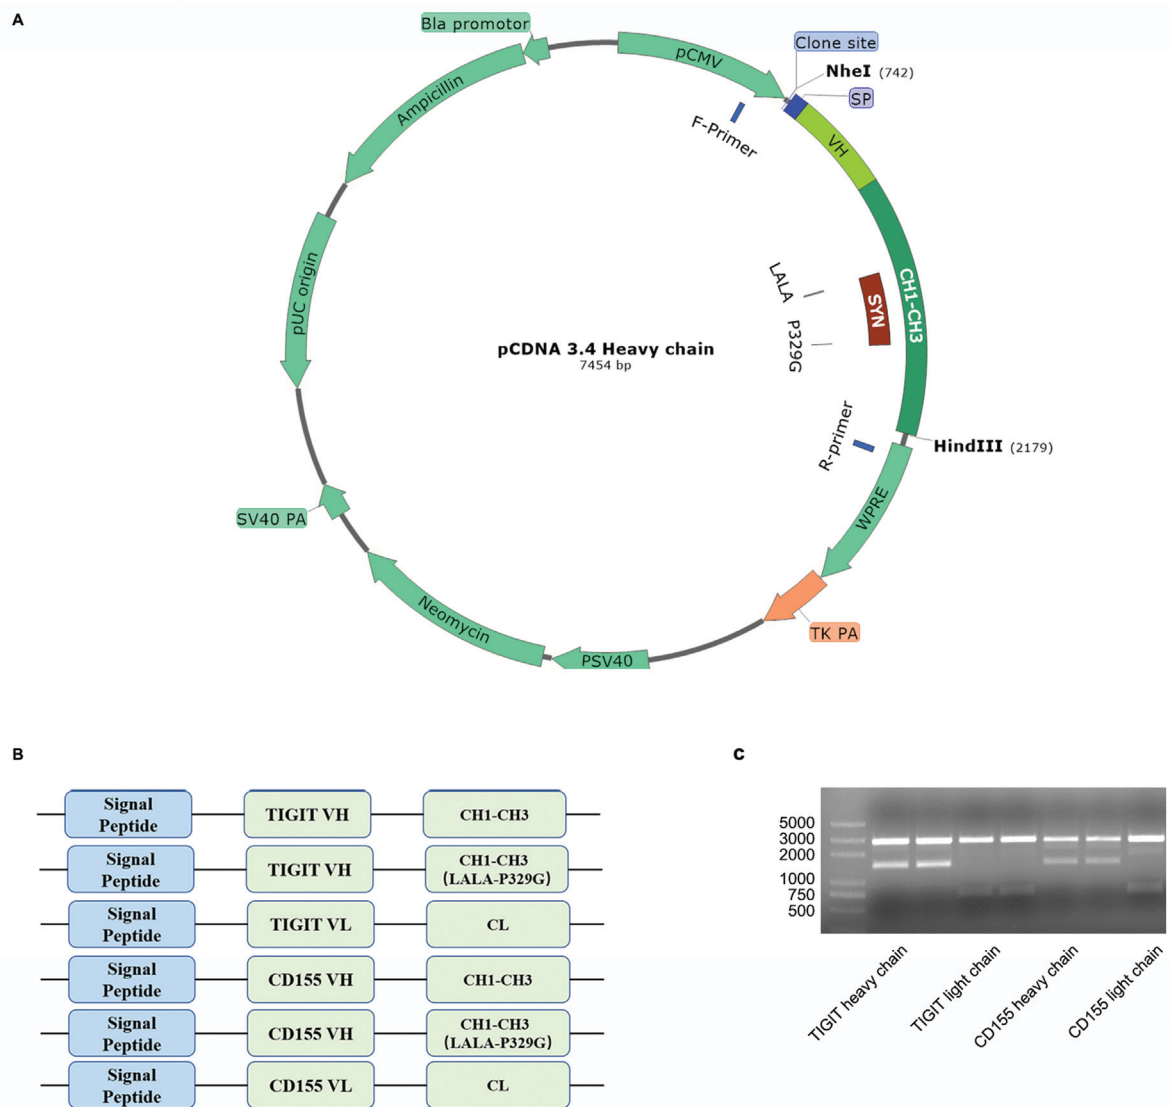 A
Bla promotor
pCMV
Clone site
NheI (742)
SP
Ampicillin
F-Primer
VH
pUC origin
LALA
SYN
CH1-CH3
P329G
pCDNA 3.4 Heavy chain
7454 bp
R-primer
HindIII (2179)
WPRE
SV40 PA
Neomycin
TK PA
PSV40
B
Signal
Peptide
TIGIT VH
CH1-CH3
Signal
Peptide
TIGIT VH
CH1-CH3
(LALA-P329G)
Signal
Peptide
TIGIT VL
CL
Signal
Peptide
CD155 VH
CH1-CH3
Signal
Peptide
CD155 VH
CH1-CH3
(LALA-P329G)
Signal
Peptide
CD155 VL
CL
C
5000
3000
2000
1000
750
500
TIGIT heavy chain
TIGIT light chain
CD155 heavy chain
CD155 light chain